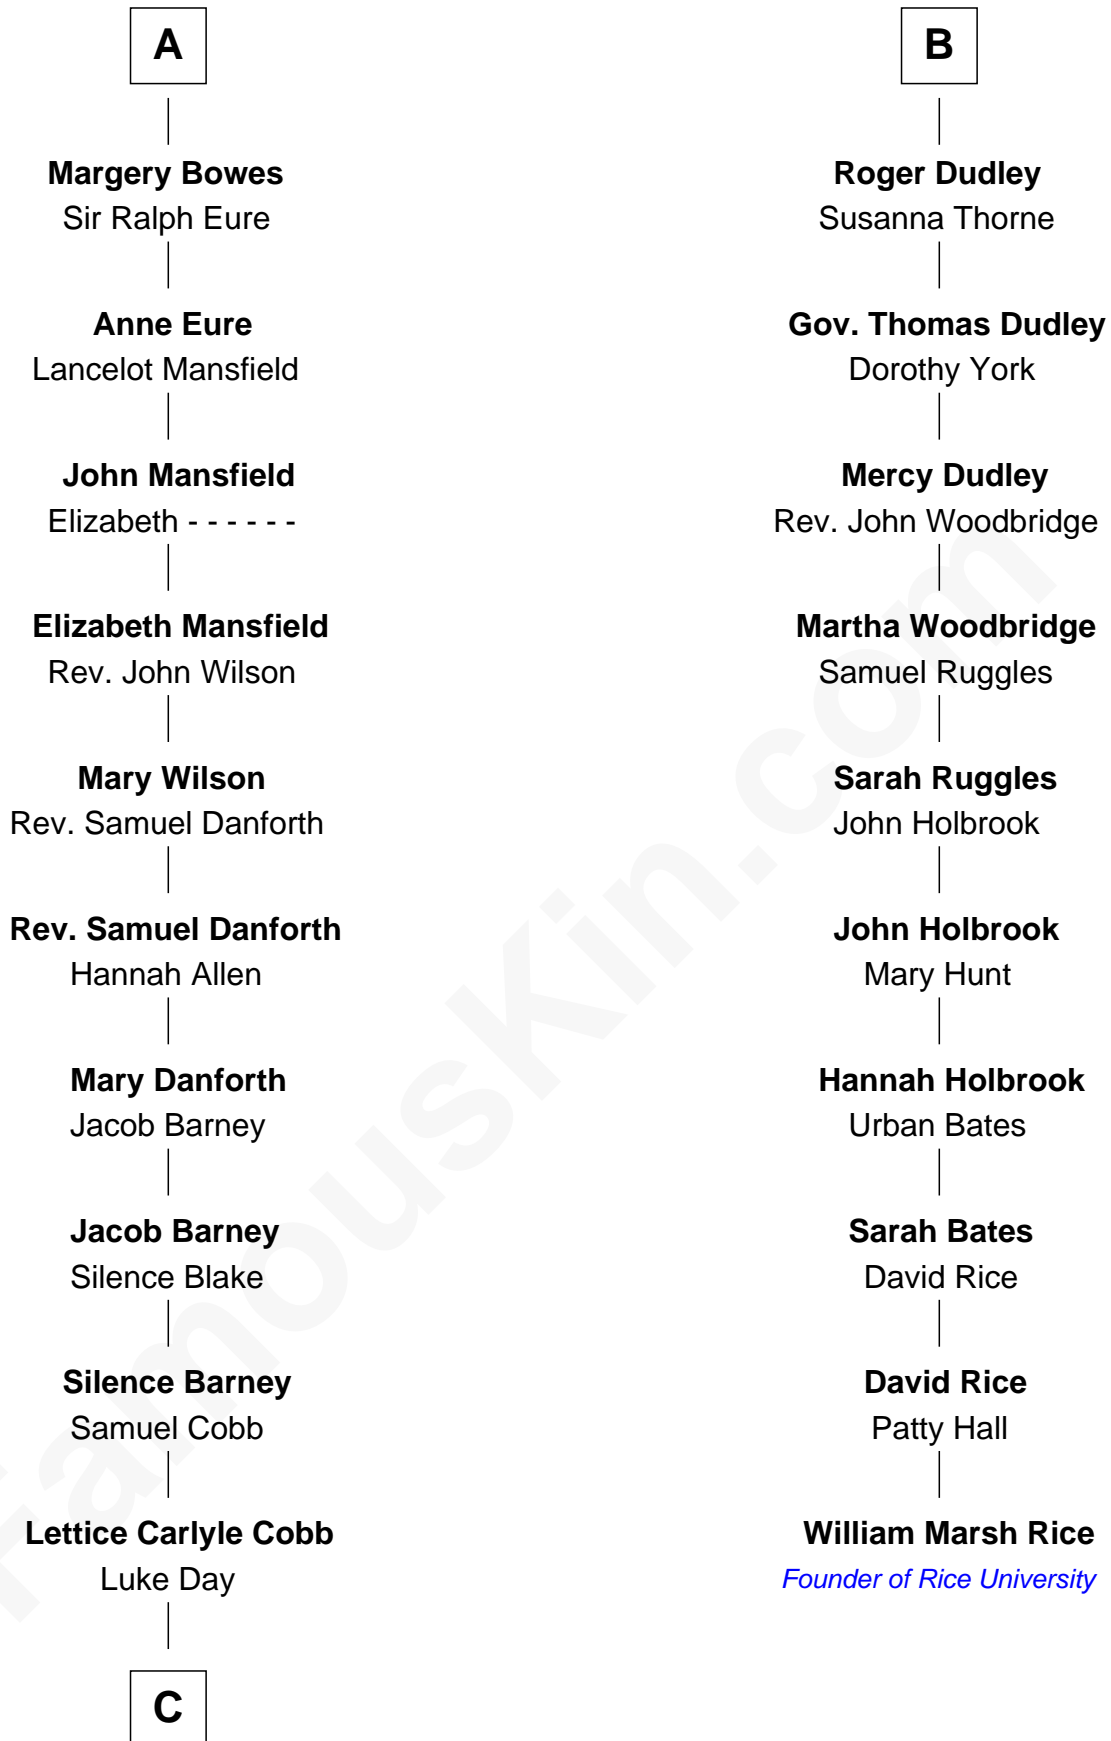 A
Margery Bowes
Sir Ralph Eure
Anne Eure
Lancelot Mansfield
John Mansfield
Elizabeth - - - - - -
Elizabeth Mansfield
Rev. John Wilson
Mary Wilson
Rev. Samuel Danforth
Rev. Samuel Danforth
Hannah Allen
Mary Danforth
Jacob Barney
Jacob Barney
Silence Blake
Silence Barney
Samuel Cobb
Lettice Carlyle Cobb
Luke Day
C
B
Roger Dudley
Susanna Thorne
Gov. Thomas Dudley
Dorothy York
Mercy Dudley
Rev. John Woodbridge
Martha Woodbridge
Samuel Ruggles
Sarah Ruggles
John Holbrook
John Holbrook
Mary Hunt
Hannah Holbrook
Urban Bates
Sarah Bates
David Rice
David Rice
Patty Hall
William Marsh Rice
Founder of Rice University
FamousKin.com